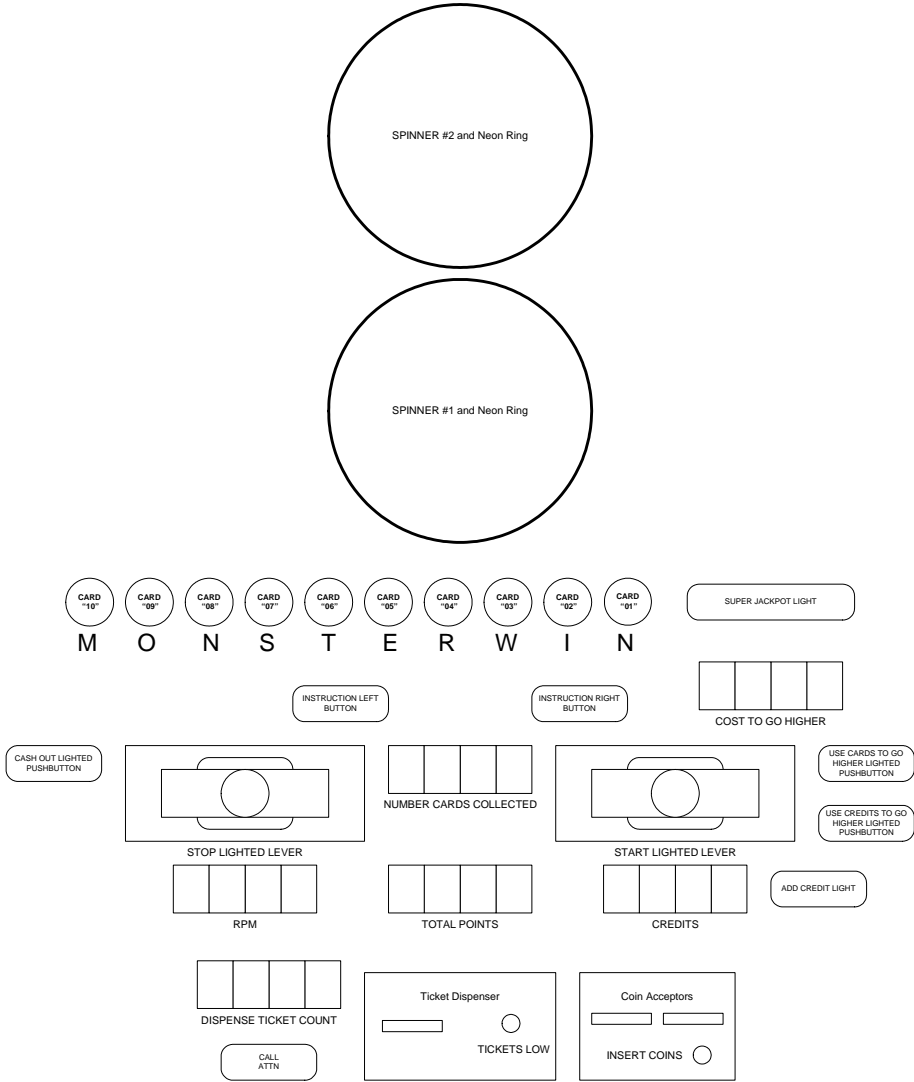 SPINNER #2 and Neon Ring
SPINNER #1 and Neon Ring
CARD "10"
CARD "09"
CARD "08"
CARD "07"
CARD "06"
CARD "05"
CARD "04"
CARD "03"
CARD "02"
CARD "01"
SUPER JACKPOT LIGHT
M O N S T E R W I N
INSTRUCTION LEFT
BUTTON
INSTRUCTION RIGHT
BUTTON
COST TO GO HIGHER
CASH OUT LIGHTED
PUSHBUTTON
NUMBER CARDS COLLECTED
USE CARDS TO GO
HIGHER LIGHTED
PUSHBUTTON
USE CREDITS TO GO
HIGHER LIGHTED
PUSHBUTTON
STOP LIGHTED LEVER
START LIGHTED LEVER
ADD CREDIT LIGHT
RPM
TOTAL POINTS
CREDITS
DISPENSE TICKET COUNT
CALL
ATTN
Ticket Dispenser
TICKETS LOW
Coin Acceptors
INSERT COINS